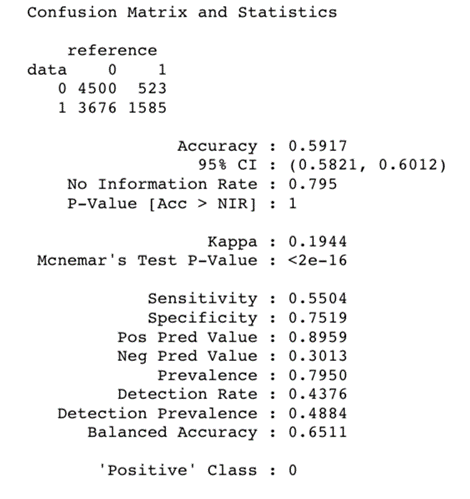 Confusion Matrix and Statistics
reference
data 0 1
0 4500 523
1 3676 1585
Accuracy : 0.5917
95% CI : (0.5821, 0.6012)
No Information Rate : 0.795
P-Value [Acc > NIR] : 1
Kappa : 0.1944
Mcnemar's Test P-Value : <2e-16
Sensitivity : 0.5504
Specificity : 0.7519
Pos Pred Value : 0.8959
Neg Pred Value : 0.3013
Prevalence : 0.7950
Detection Rate : 0.4376
Detection Prevalence : 0.4884
Balanced Accuracy : 0.6511
'Positive' Class : 0